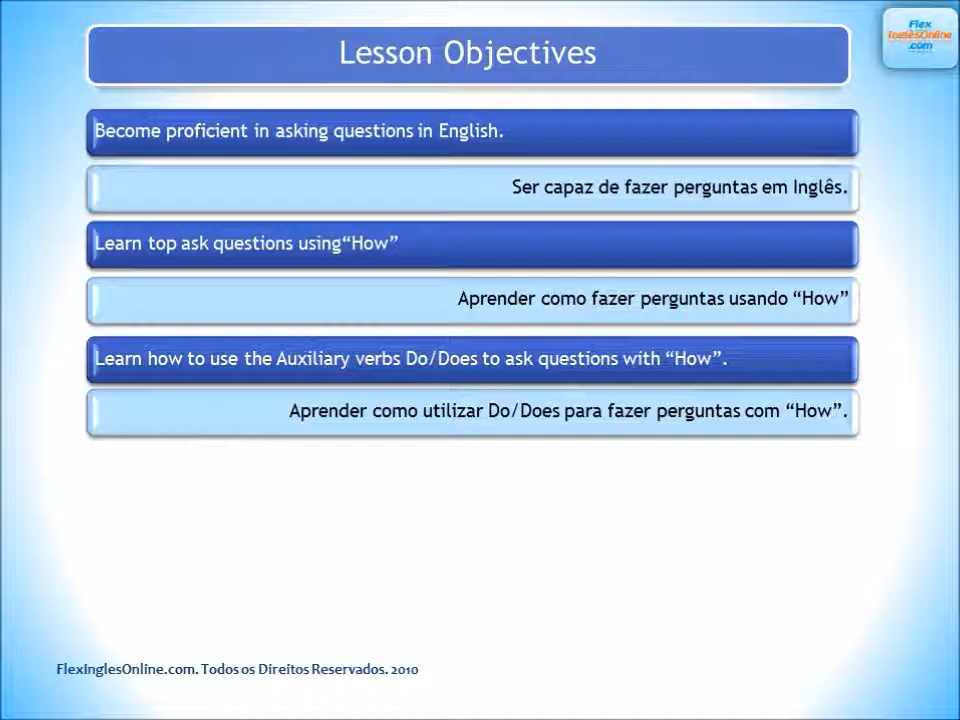 Lesson Objectives
Flex
InglêsOnline
.com
Become proficient in asking questions in English.
Ser capaz de fazer perguntas em Inglês.
Learn top ask questions using“How”
Aprender como fazer perguntas usando “How”
Learn how to use the Auxiliary verbs Do/Does to ask questions with “How”.
Aprender como utilizar Do/Does para fazer perguntas com “How”.
FlexInglesOnline.com. Todos os Direitos Reservados. 2010